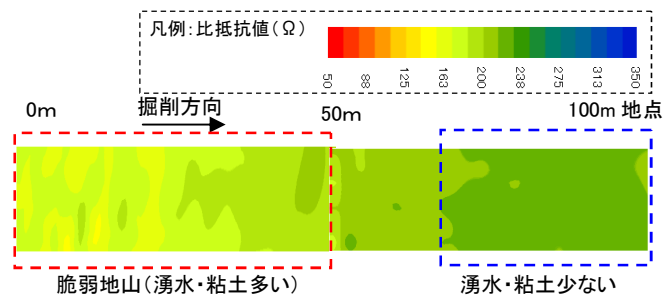 凡例:比抵抗値(Ω)
50 88 125 163 200 238 275 313 350
0m 掘削方向 50m 100m 地点
脆弱地山(湧水・粘土多い) 湧水・粘土少ない